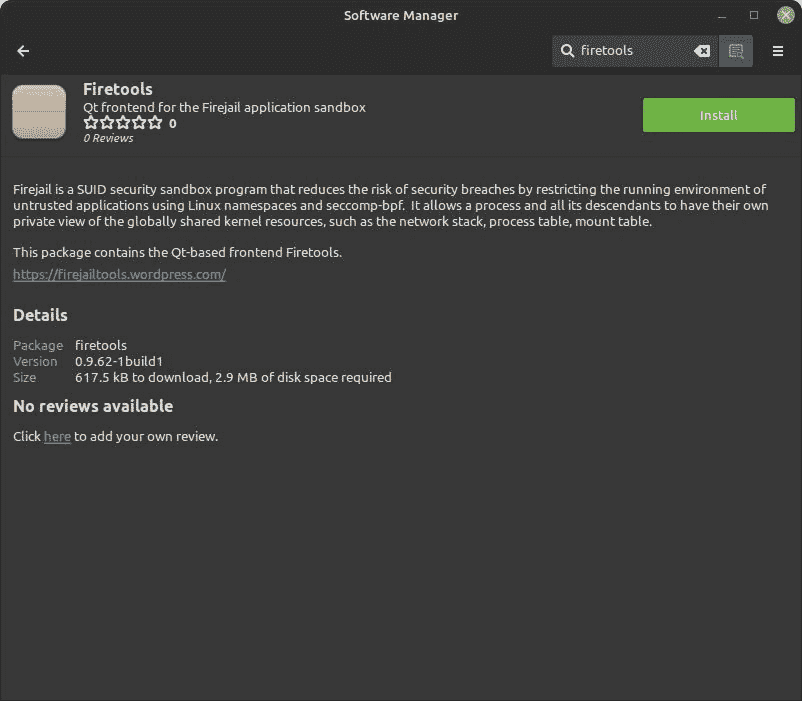 Software Manager
firetools
Firetools
Qt frontend for the Firejail application sandbox
0
0 Reviews
Install
Firejail is a SUID security sandbox program that reduces the risk of security breaches by restricting the running environment of
untrusted applications using Linux namespaces and seccomp-bpf.  It allows a process and all its descendants to have their own
private view of the globally shared kernel resources, such as the network stack, process table, mount table.
This package contains the Qt-based frontend Firetools.
https://firejailtools.wordpress.com/
Details
Package firetools
Version 0.9.62-1build1
Size 617.5 kB to download, 2.9 MB of disk space required
No reviews available
Click here to add your own review.